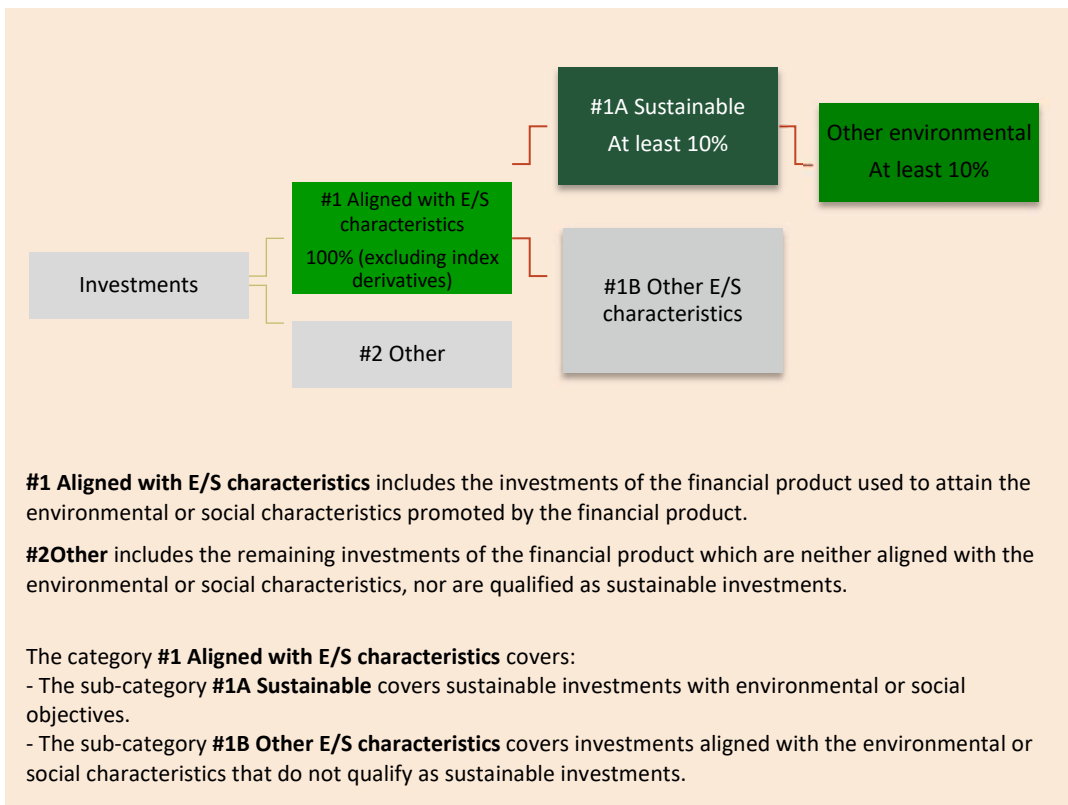 #1A Sustainable
At least 10%
Other environmental
At least 10%
#1 Aligned with E/S
characteristics
100% (excluding index
derivatives)
Investments
#1B Other E/S
characteristics
#2 Other
#1 Aligned with E/S characteristics includes the investments of the financial product used to attain the
environmental or social characteristics promoted by the financial product.
#2Other includes the remaining investments of the financial product which are neither aligned with the
environmental or social characteristics, nor are qualified as sustainable investments.
The category #1 Aligned with E/S characteristics covers:
- The sub-category #1A Sustainable covers sustainable investments with environmental or social
objectives.
- The sub-category #1B Other E/S characteristics covers investments aligned with the environmental or
social characteristics that do not qualify as sustainable investments.